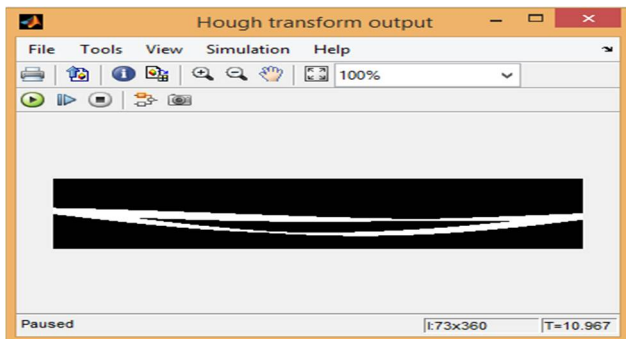 Hough transform output
File Tools View Simulation Help
100%
Paused I:73x360 T=10.967